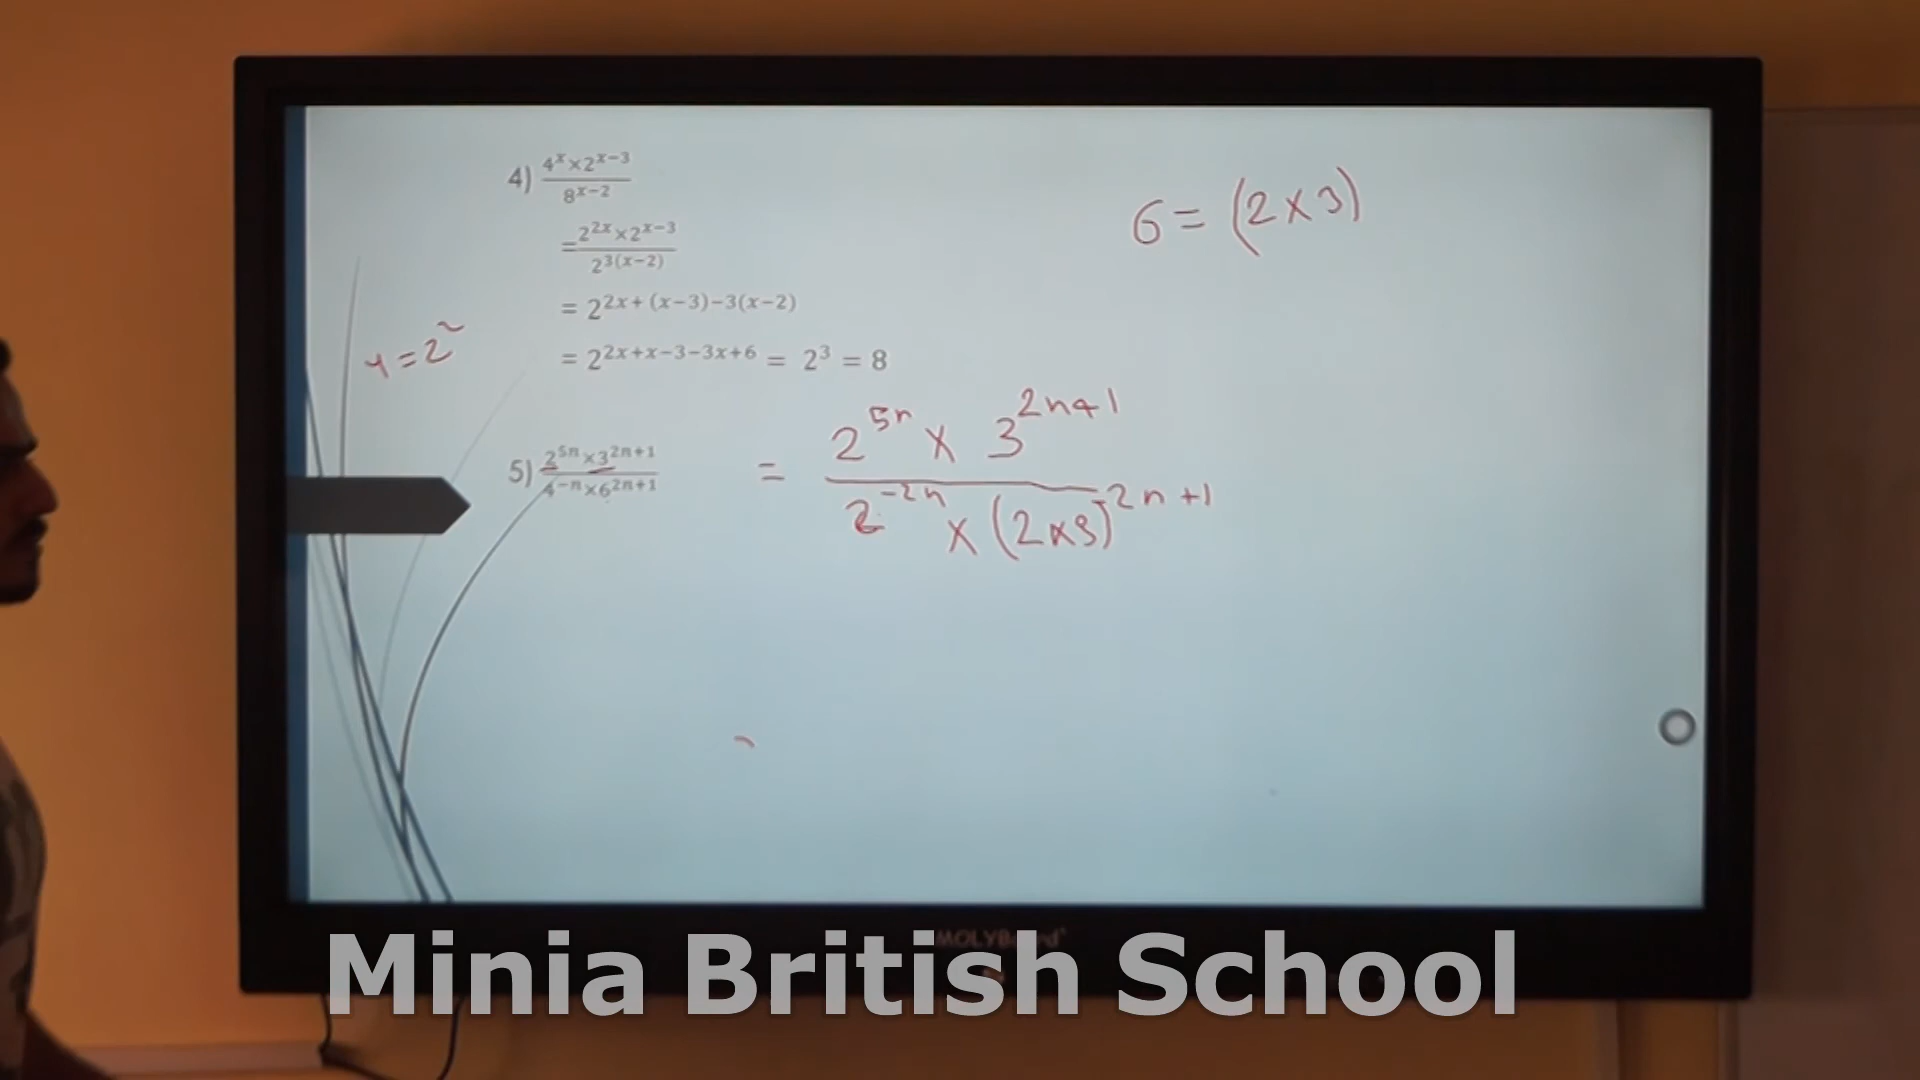 4) 4^x×2^(x−3) / 8^(x−2)
= 2^(2x)×2^(x−3) / 2^(3(x−2))
= 2^(2x+(x−3)−3(x−2))
= 2^(2x+x−3−3x+6) = 2^3 = 8
6 = (2×3)
4 = 2^2
5) 2^(5n)×3^(2n+1) / 4^(−n)×6^(2n+1)
= 2^(5n) × 3^(2n+1) / 2^(−2n) × (2×3)^(2n+1)
Minia British School